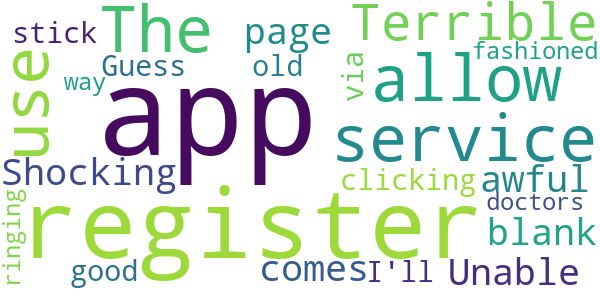 stick The page Terrible
fashioned
way Guess old via allow
use app service
Shocking clicking awful
doctors
ringing register blank
good comes I'll Unable